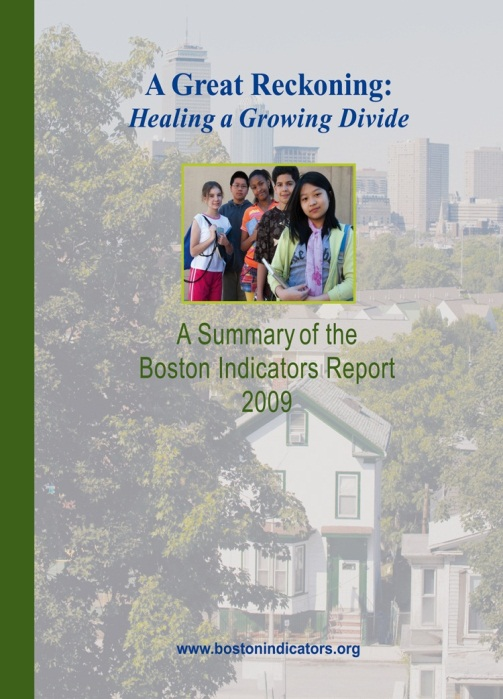 A Great Reckoning:
Healing a Growing Divide
A Summary of the
Boston Indicators Report
2009
www.bostonindicators.org